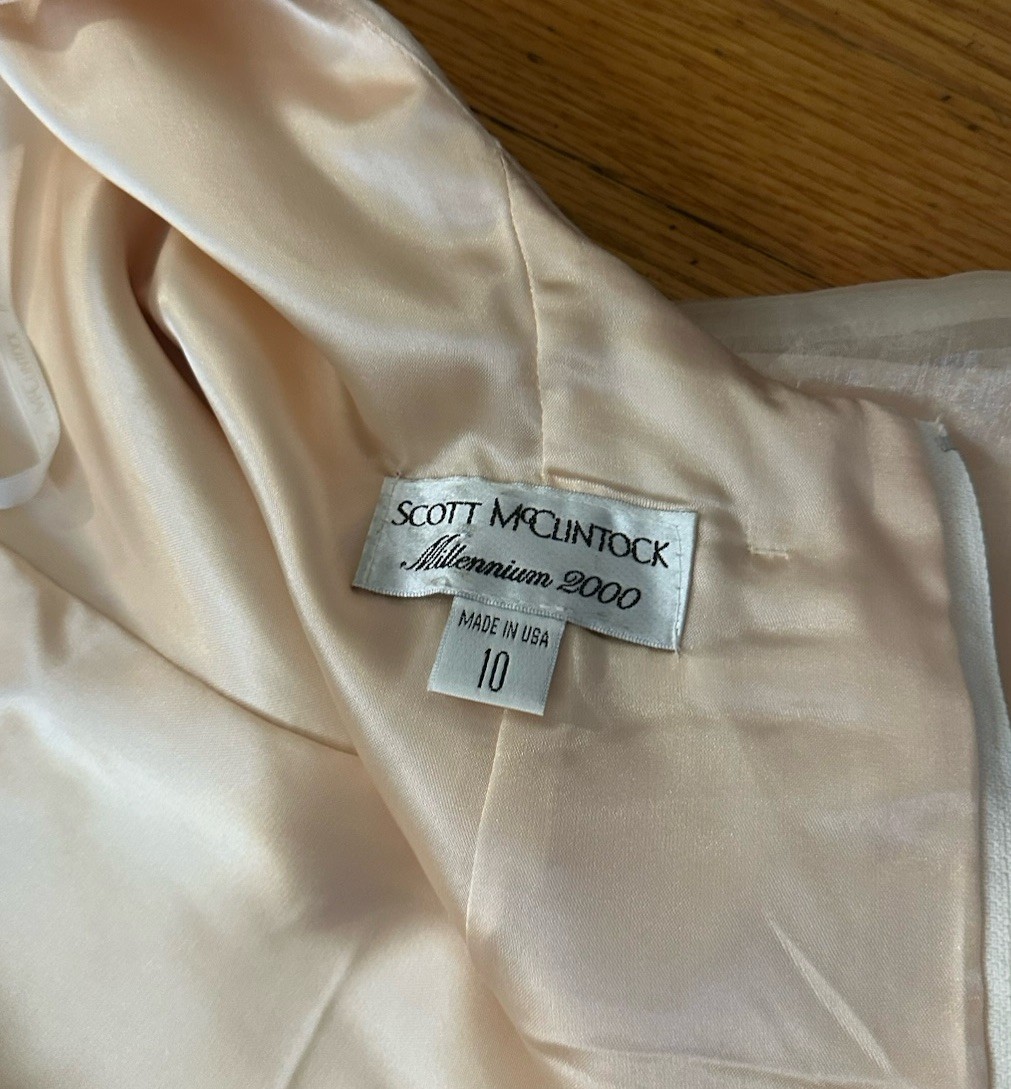 SCOTT McCLINTOCK
Millennium 2000
MADE IN USA
10